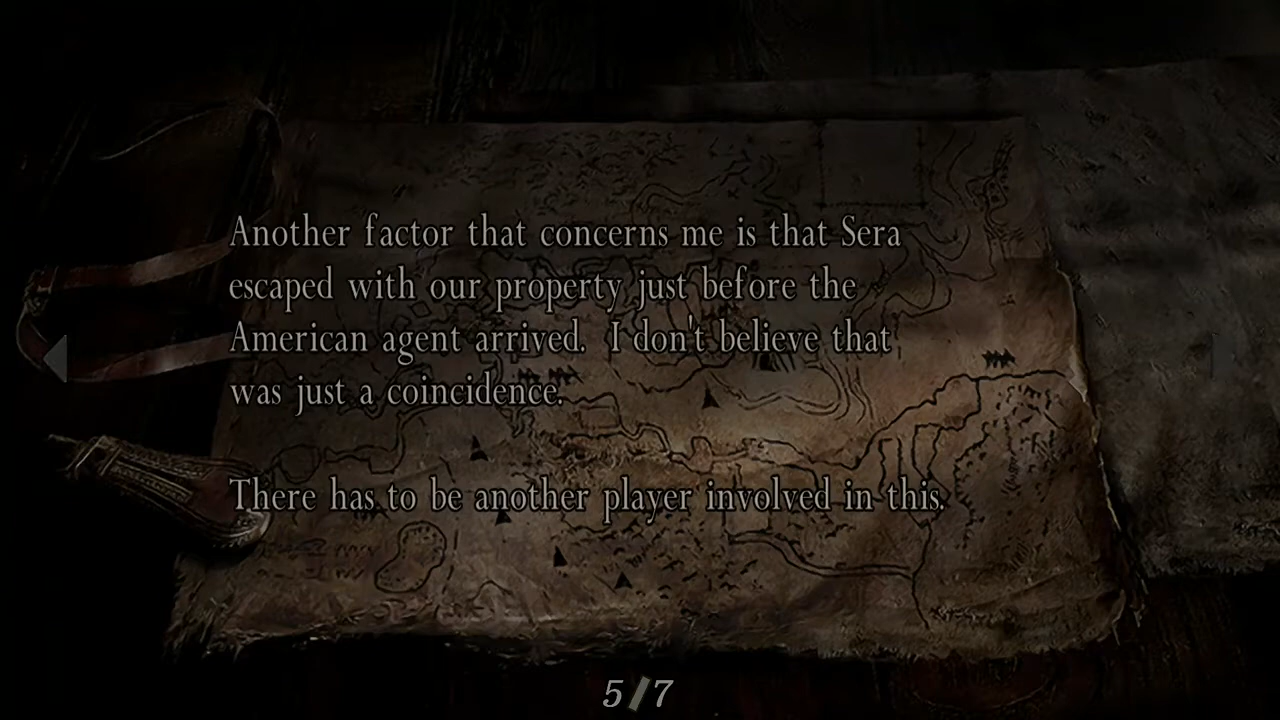 Another factor that concerns me is that Sera
escaped with our property just before the
American agent arrived.  I don't believe that
was just a coincidence.
There has to be another player involved in this.
5/7